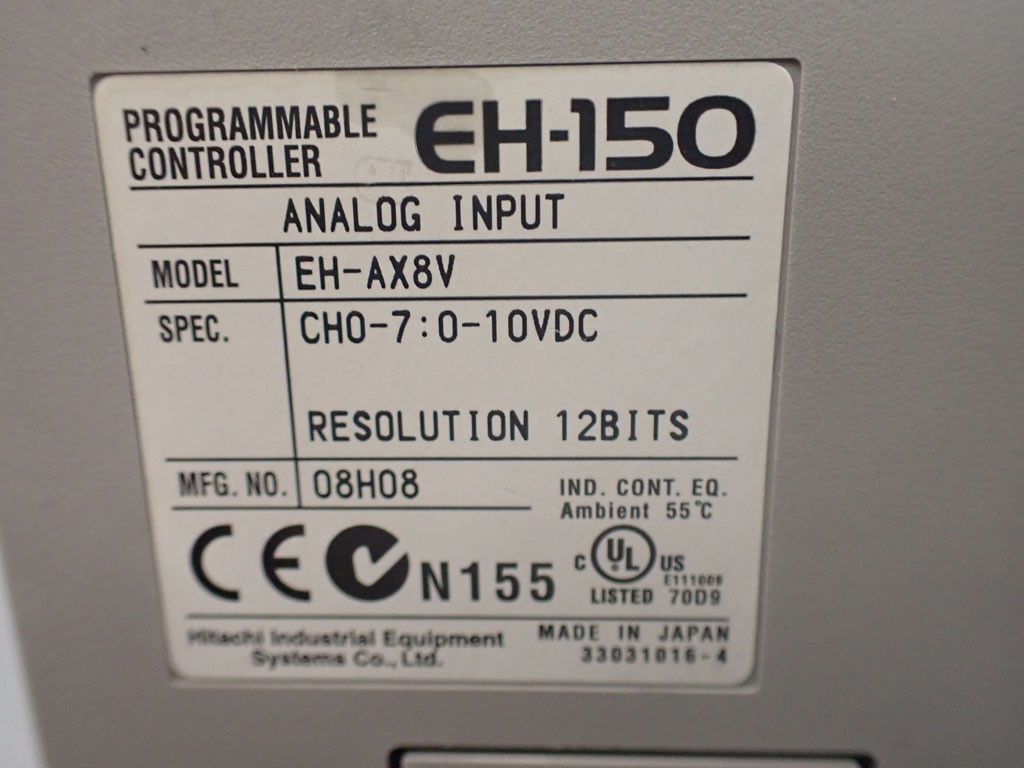 PROGRAMMABLE
CONTROLLER
EH-150
ANALOG INPUT
MODEL EH-AX8V
SPEC. CH0-7:0-10VDC
RESOLUTION 12BITS
MFG. NO. 08H08
IND. CONT. EQ.
Ambient 55℃
CE N155
C UL US
E111009
LISTED 70D9
Hitachi Industrial Equipment
Systems Co., Ltd.
MADE IN JAPAN
33031016-4